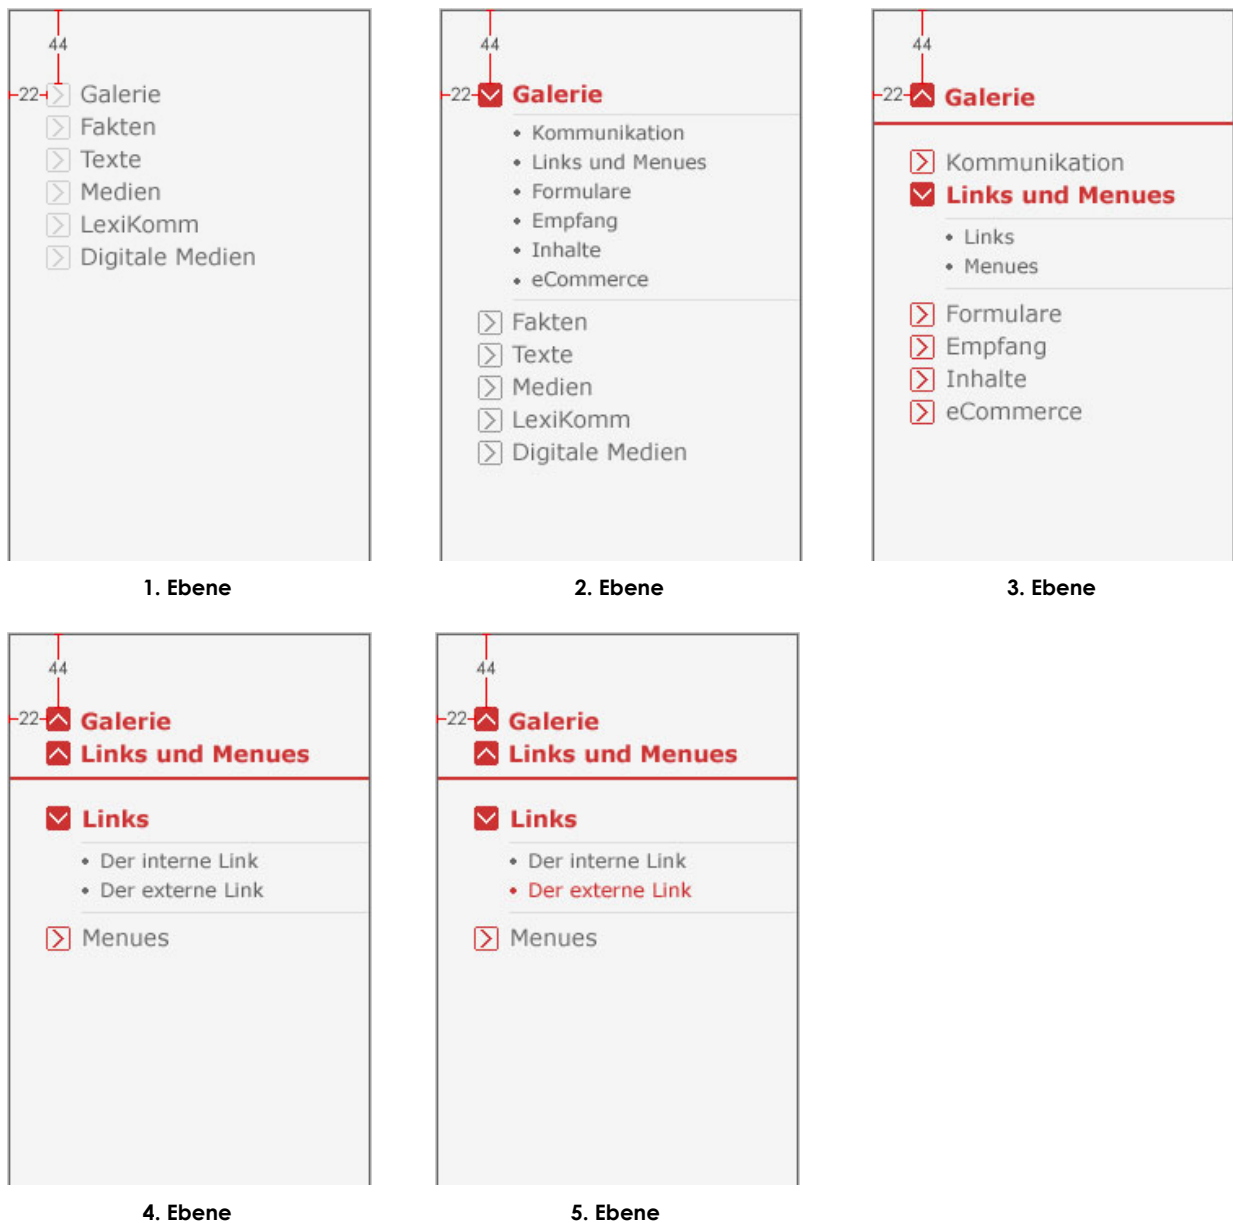 44
22 Galerie
Fakten
Texte
Medien
LexiKomm
Digitale Medien
1. Ebene
44
22 Galerie
• Kommunikation
• Links und Menues
• Formulare
• Empfang
• Inhalte
• eCommerce
Fakten
Texte
Medien
LexiKomm
Digitale Medien
2. Ebene
44
22 Galerie
Kommunikation
Links und Menues
• Links
• Menues
Formulare
Empfang
Inhalte
eCommerce
3. Ebene
44
22 Galerie
Links und Menues
Links
• Der interne Link
• Der externe Link
Menues
4. Ebene
44
22 Galerie
Links und Menues
Links
• Der interne Link
• Der externe Link
Menues
5. Ebene